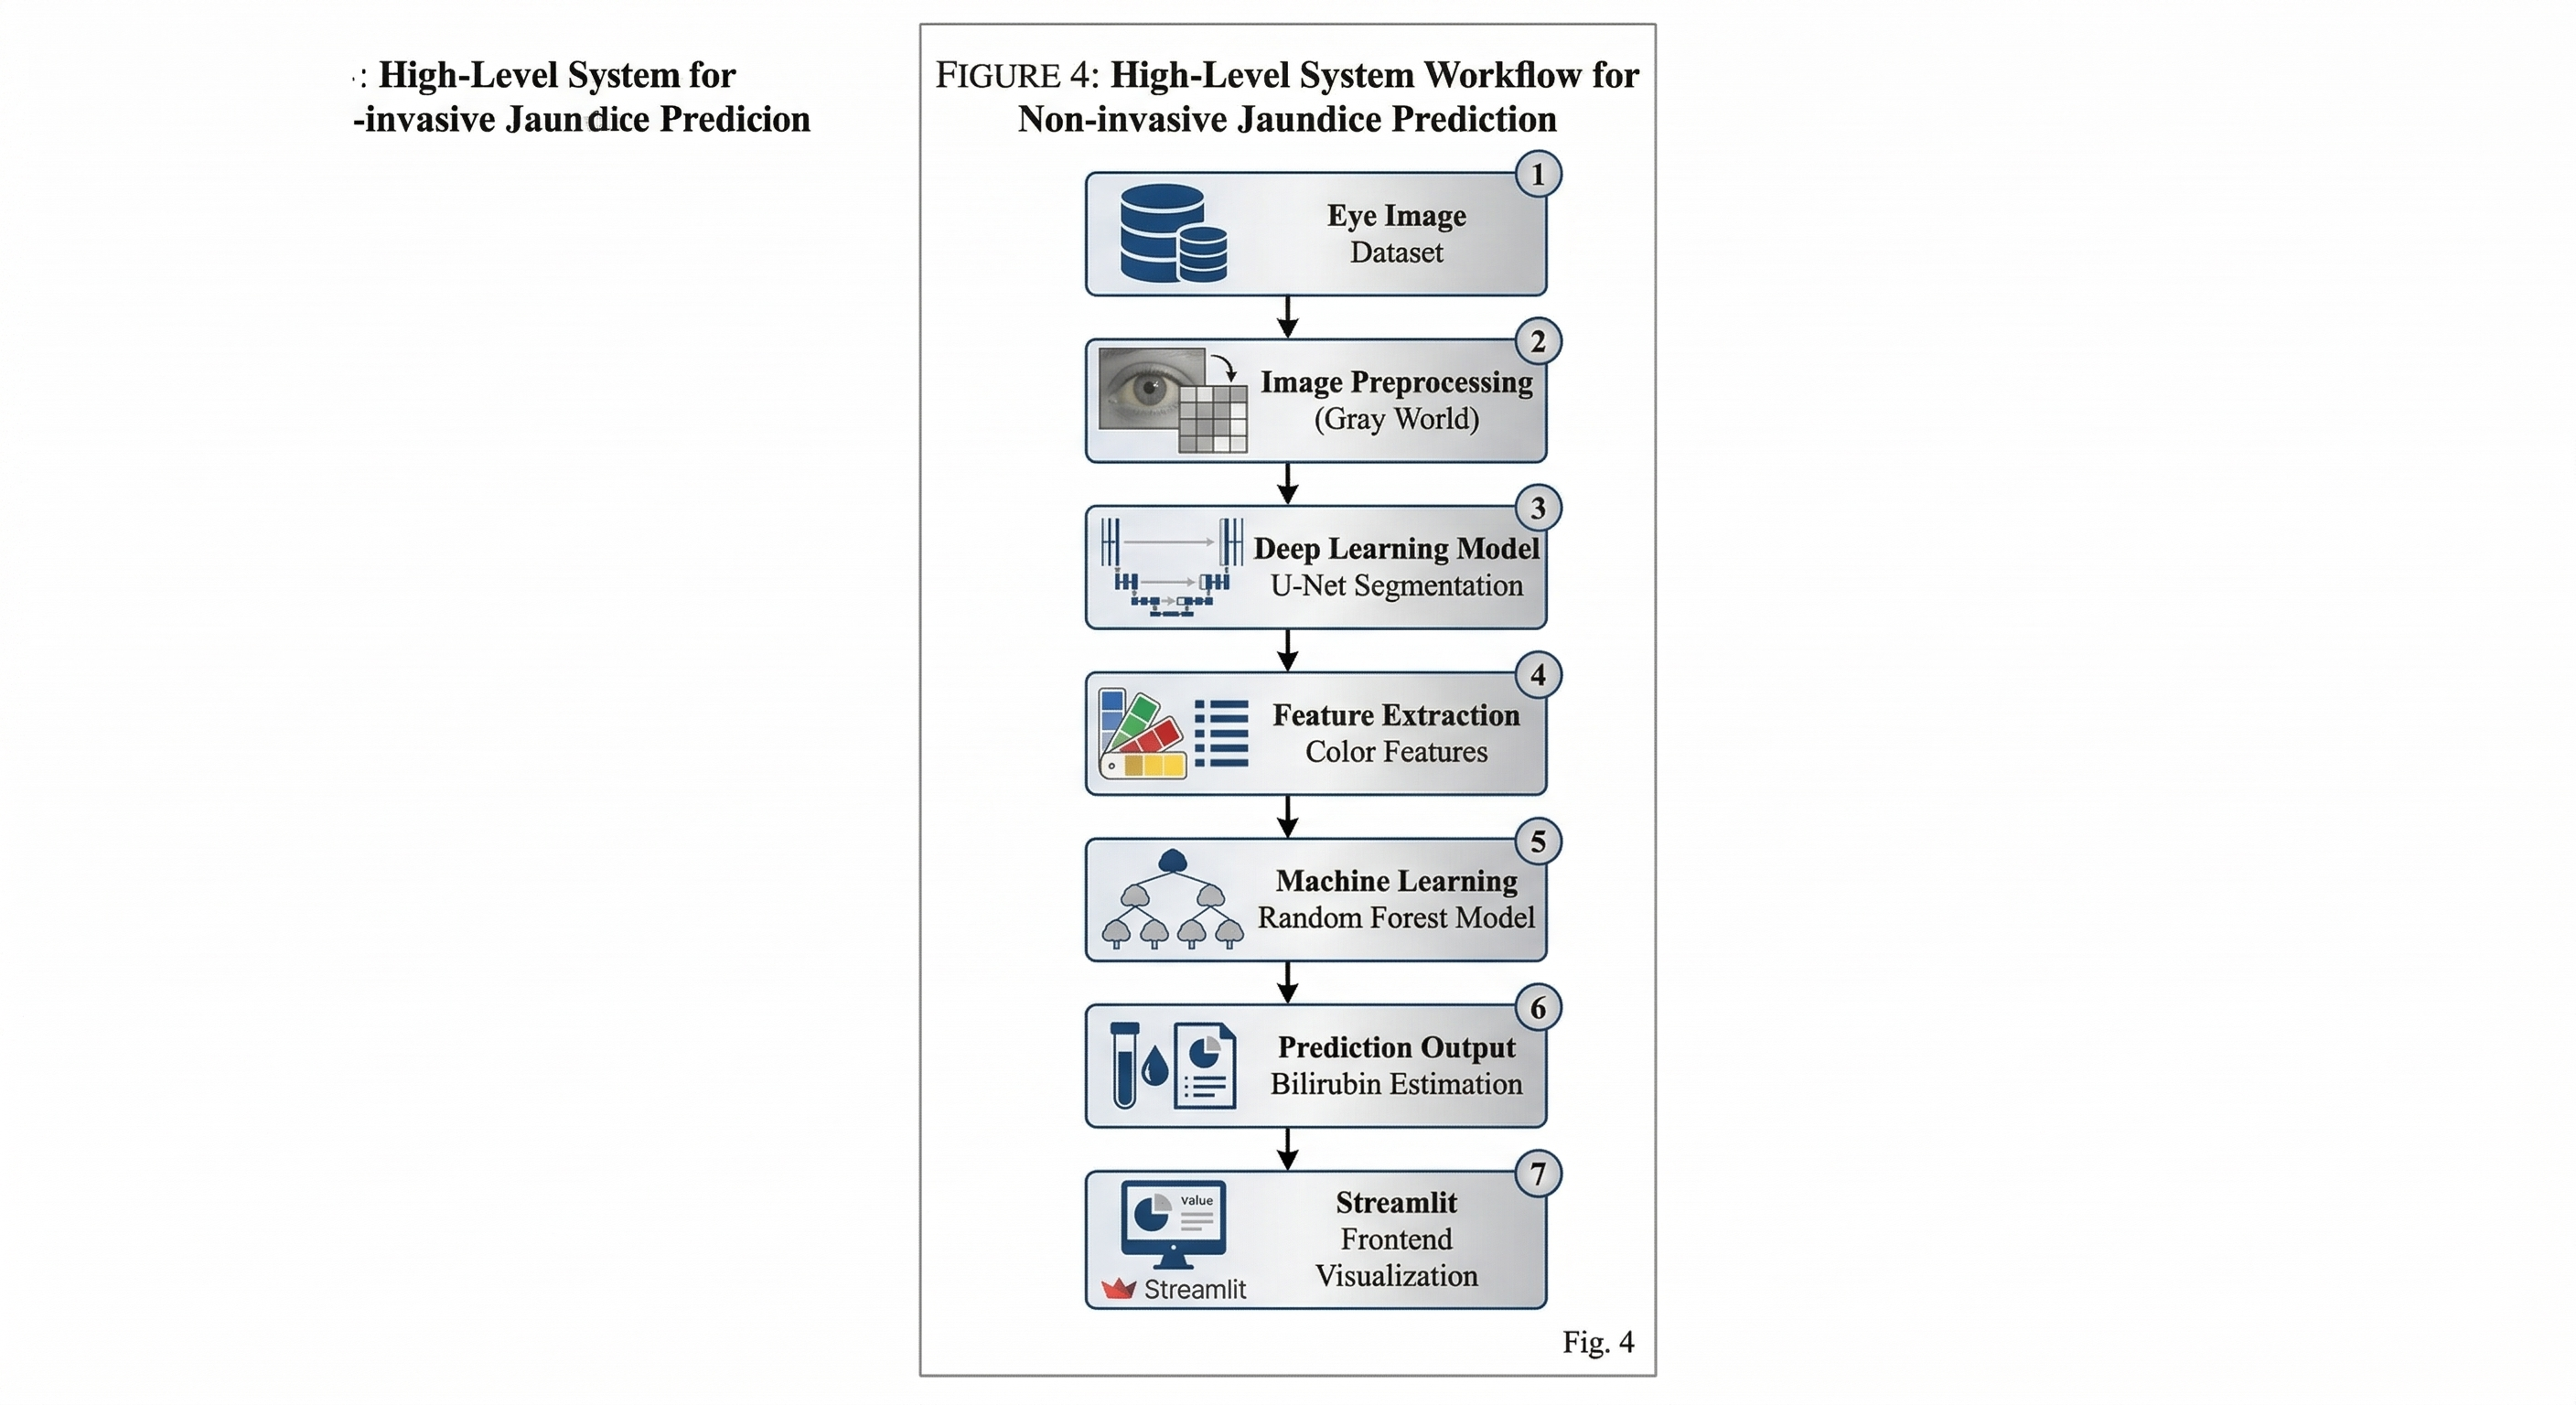 : High-Level System for
-invasive Jaundice Predicion
FIGURE 4: High-Level System Workflow for
Non-invasive Jaundice Prediction
1
Eye Image
Dataset
2
Image Preprocessing
(Gray World)
3
Deep Learning Model
U-Net Segmentation
4
Feature Extraction
Color Features
5
Machine Learning
Random Forest Model
6
Prediction Output
Bilirubin Estimation
7
value
Streamlit
Frontend
Visualization
Streamlit
Fig. 4